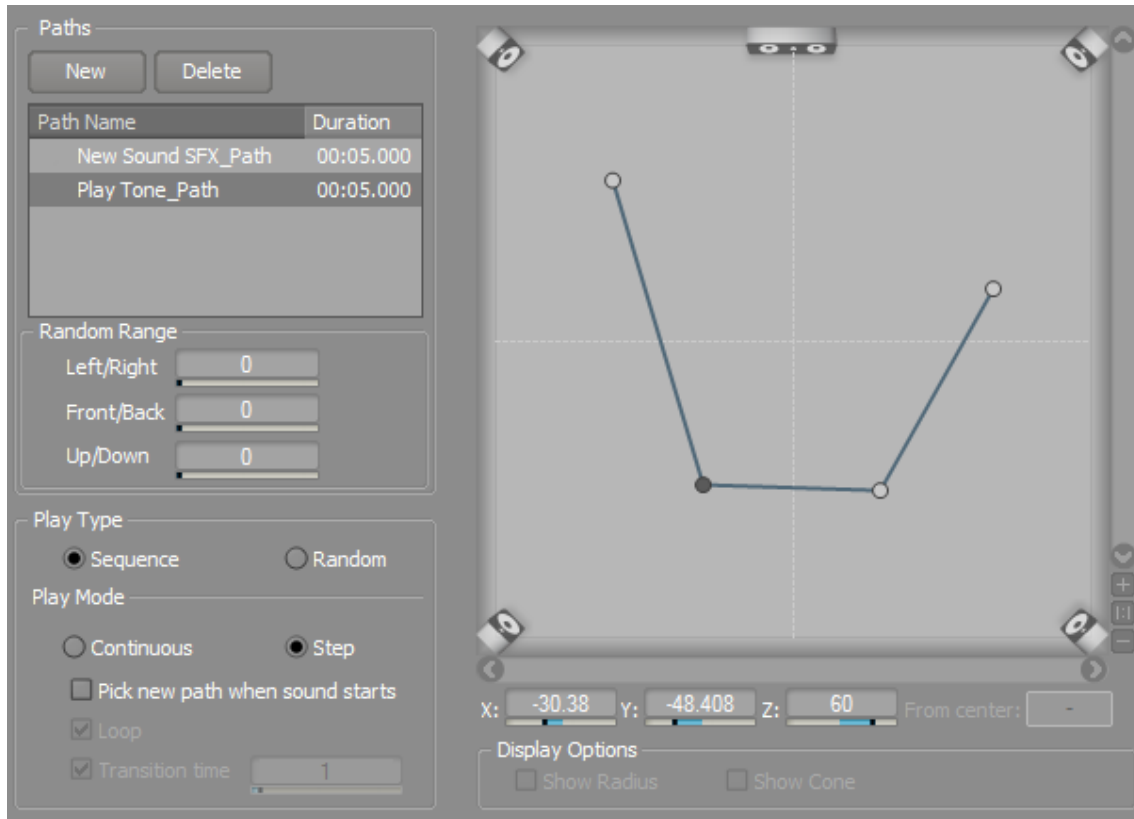 Paths
New Delete
Path Name Duration
New Sound SFX_Path 00:05.000
Play Tone_Path 00:05.000
Random Range
Left/Right 0
Front/Back 0
Up/Down 0
Play Type
Sequence Random
Play Mode
Continuous Step
Pick new path when sound starts
Loop
Transition time 1
X: -30.38 Y: -48.408 Z: 60 From center: -
Display Options
Show Radius Show Cone
1:1